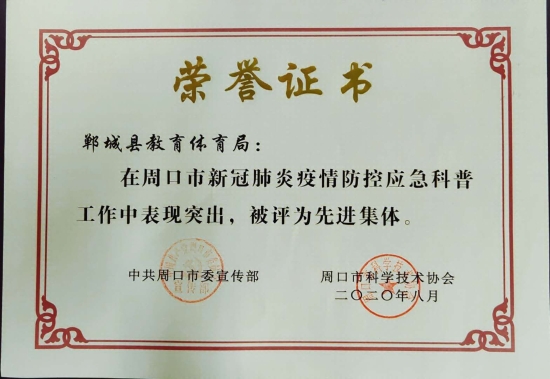 荣誉证书
郸城县教育体育局：
在周口市新冠肺炎疫情防控应急科普
工作中表现突出，被评为先进集体。
中共周口市委宣传部
周口市科学技术协会
二〇二〇年八月